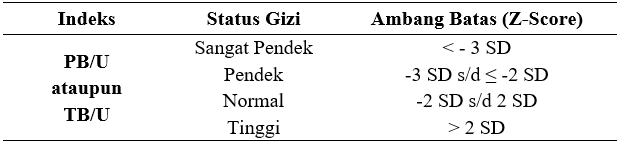 Indeks Status Gizi Ambang Batas (Z-Score)
PB/U ataupun TB/U
Sangat Pendek < - 3 SD
Pendek -3 SD s/d ≤ -2 SD
Normal -2 SD s/d 2 SD
Tinggi > 2 SD